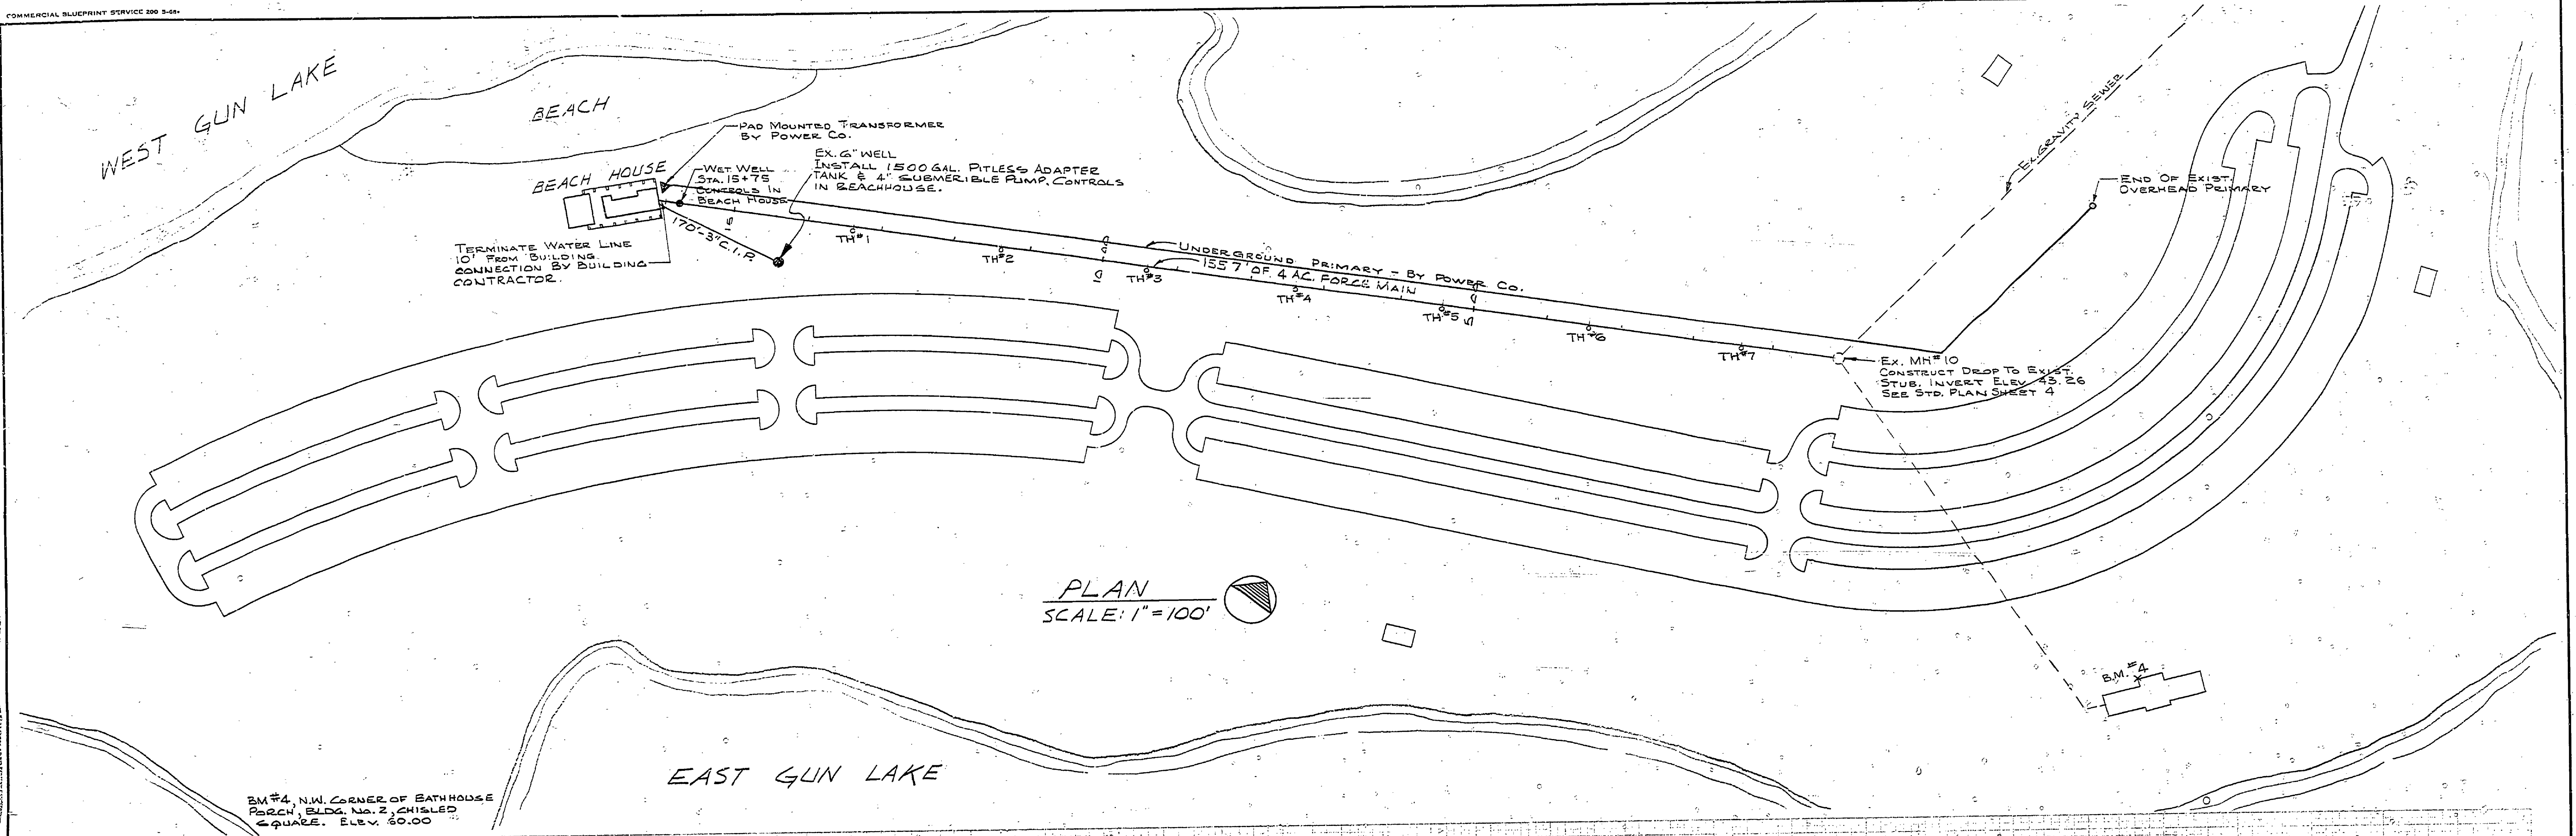 COMMERCIAL BLUEPRINT SERVICE 200
WEST GUN LAKE
BEACH
PAD MOUNTED TRANSFORMER
BY POWER CO.
BEACH HOUSE
WET WELL
STA. 15+75
CONTROLS IN
BEACH HOUSE
EX. 6" WELL
INSTALL 1500 GAL. PITLESS ADAPTER
TANK & 4" SUBMERIBLE PUMP, CONTROLS
IN BEACHHOUSE.
TERMINATE WATER LINE
10' FROM BUILDING.
CONNECTION BY BUILDING
CONTRACTOR.
170'-3" C.I.P.
TH#1
TH#2
TH#3
TH#4
TH#5
TH#6
TH#7
UNDERGROUND PRIMARY - BY POWER CO.
1557' OF 4 A.C. FORCE MAIN
EX. GRAVITY SEWER
END OF EXIST.
OVERHEAD PRIMARY
EX. MH#10
CONSTRUCT DROP TO EXIST.
STUB. INVERT ELEV. 43.26
SEE STD. PLAN SHEET 4
PLAN
SCALE: 1" = 100'
B.M. #4
EAST GUN LAKE
BM #4, N.W. CORNER OF BATHHOUSE
PORCH, BLDG. NO. 2, CHISLED
SQUARE. ELEV. 60.00